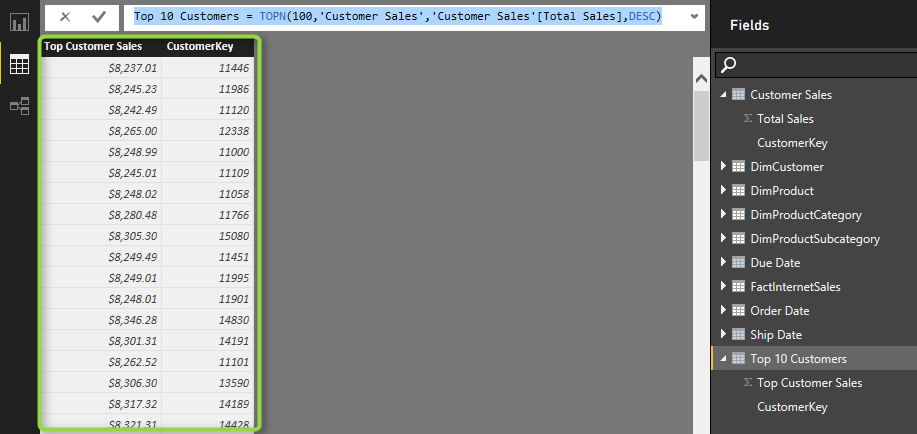 Top 10 Customers = TOPN(100,'Customer Sales','Customer Sales'[Total Sales],DESC)
Top Customer Sales CustomerKey
$8,237.01 11446
$8,245.23 11986
$8,242.49 11120
$8,265.00 12338
$8,248.99 11000
$8,245.01 11109
$8,248.02 11058
$8,280.48 11766
$8,305.30 15080
$8,249.49 11451
$8,249.01 11995
$8,248.01 11901
$8,346.28 14830
$8,301.31 14191
$8,262.52 11101
$8,306.30 13590
$8,317.32 14189
$8,321.31 14428
Fields
Customer Sales
Σ Total Sales
CustomerKey
DimCustomer
DimProduct
DimProductCategory
DimProductSubcategory
Due Date
FactInternetSales
Order Date
Ship Date
Top 10 Customers
Σ Top Customer Sales
CustomerKey